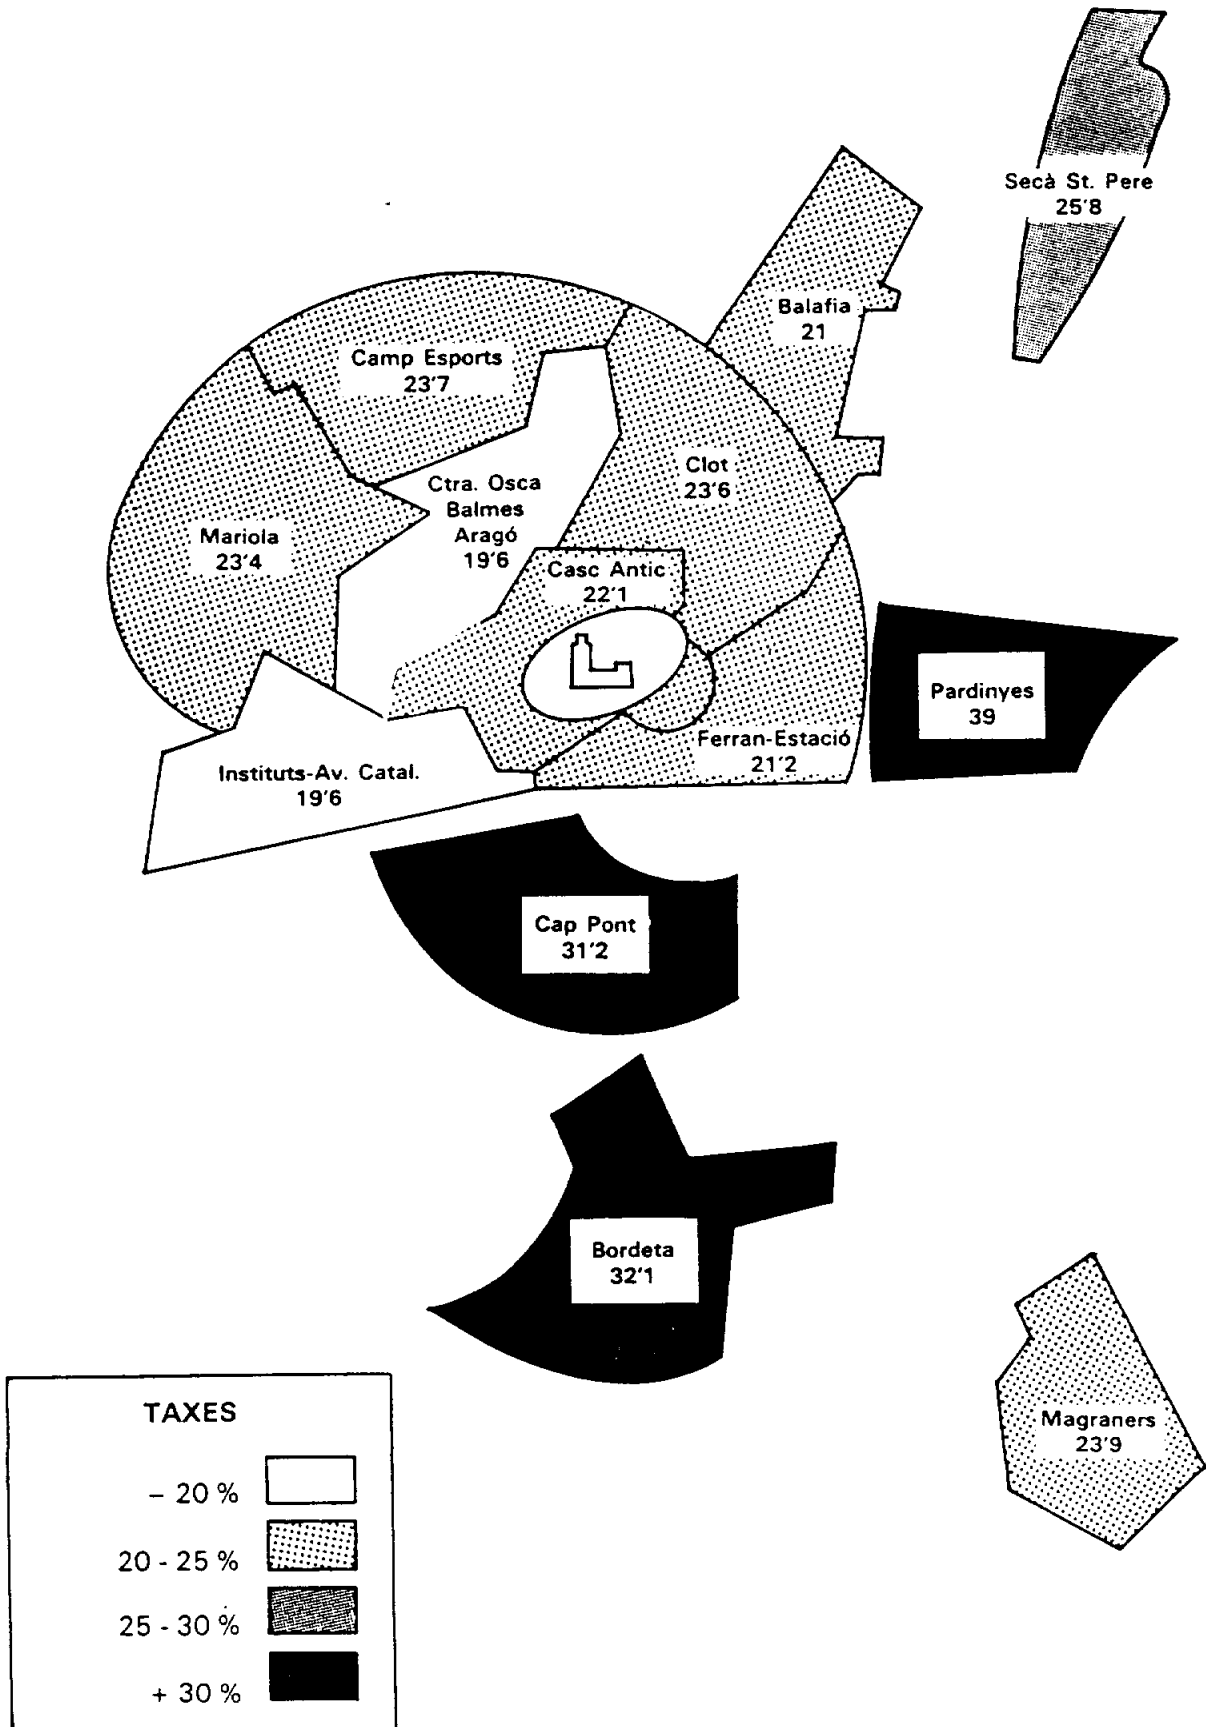 Secà St. Pere
25'8
Balafia
21
Camp Esports
23'7
Clot
23'6
Ctra. Osca
Balmes
Aragó
19'6
Mariola
23'4
Casc Antic
22'1
Pardinyes
39
Ferran-Estació
21'2
Instituts-Av. Catal.
19'6
Cap Pont
31'2
Bordeta
32'1
Magraners
23'9
TAXES
– 20 %
20 - 25 %
25 - 30 %
+ 30 %